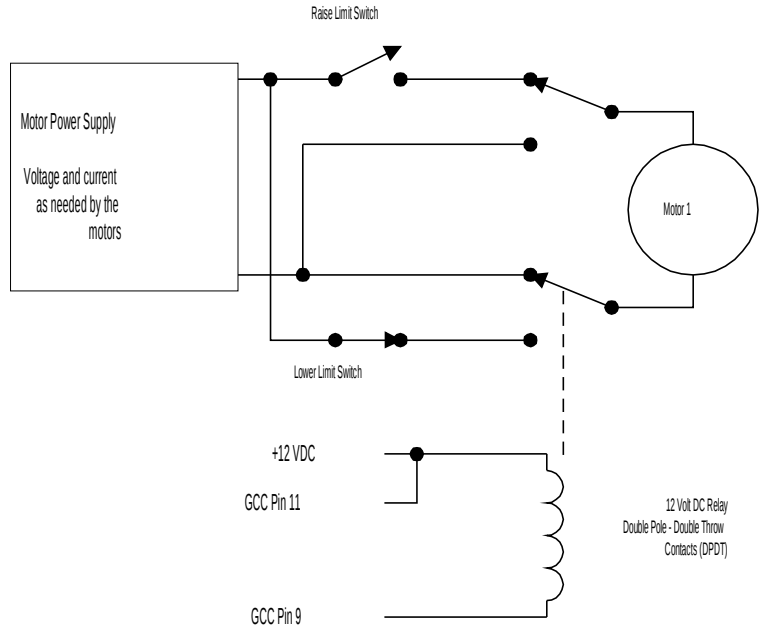 Raise Limit Switch
Motor Power Supply
Voltage and current
as needed by the
motors
Motor 1
Lower Limit Switch
+12 VDC
GCC Pin 11
12 Volt DC Relay
Double Pole - Double Throw
Contacts (DPDT)
GCC Pin 9